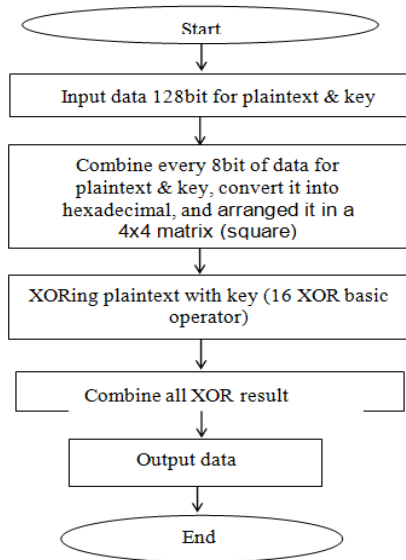 Start
Input data 128bit for plaintext & key
Combine every 8bit of data for
plaintext & key, convert it into
hexadecimal, and arranged it in a
4x4 matrix (square)
XORing plaintext with key (16 XOR basic
operator)
Combine all XOR result
Output data
End